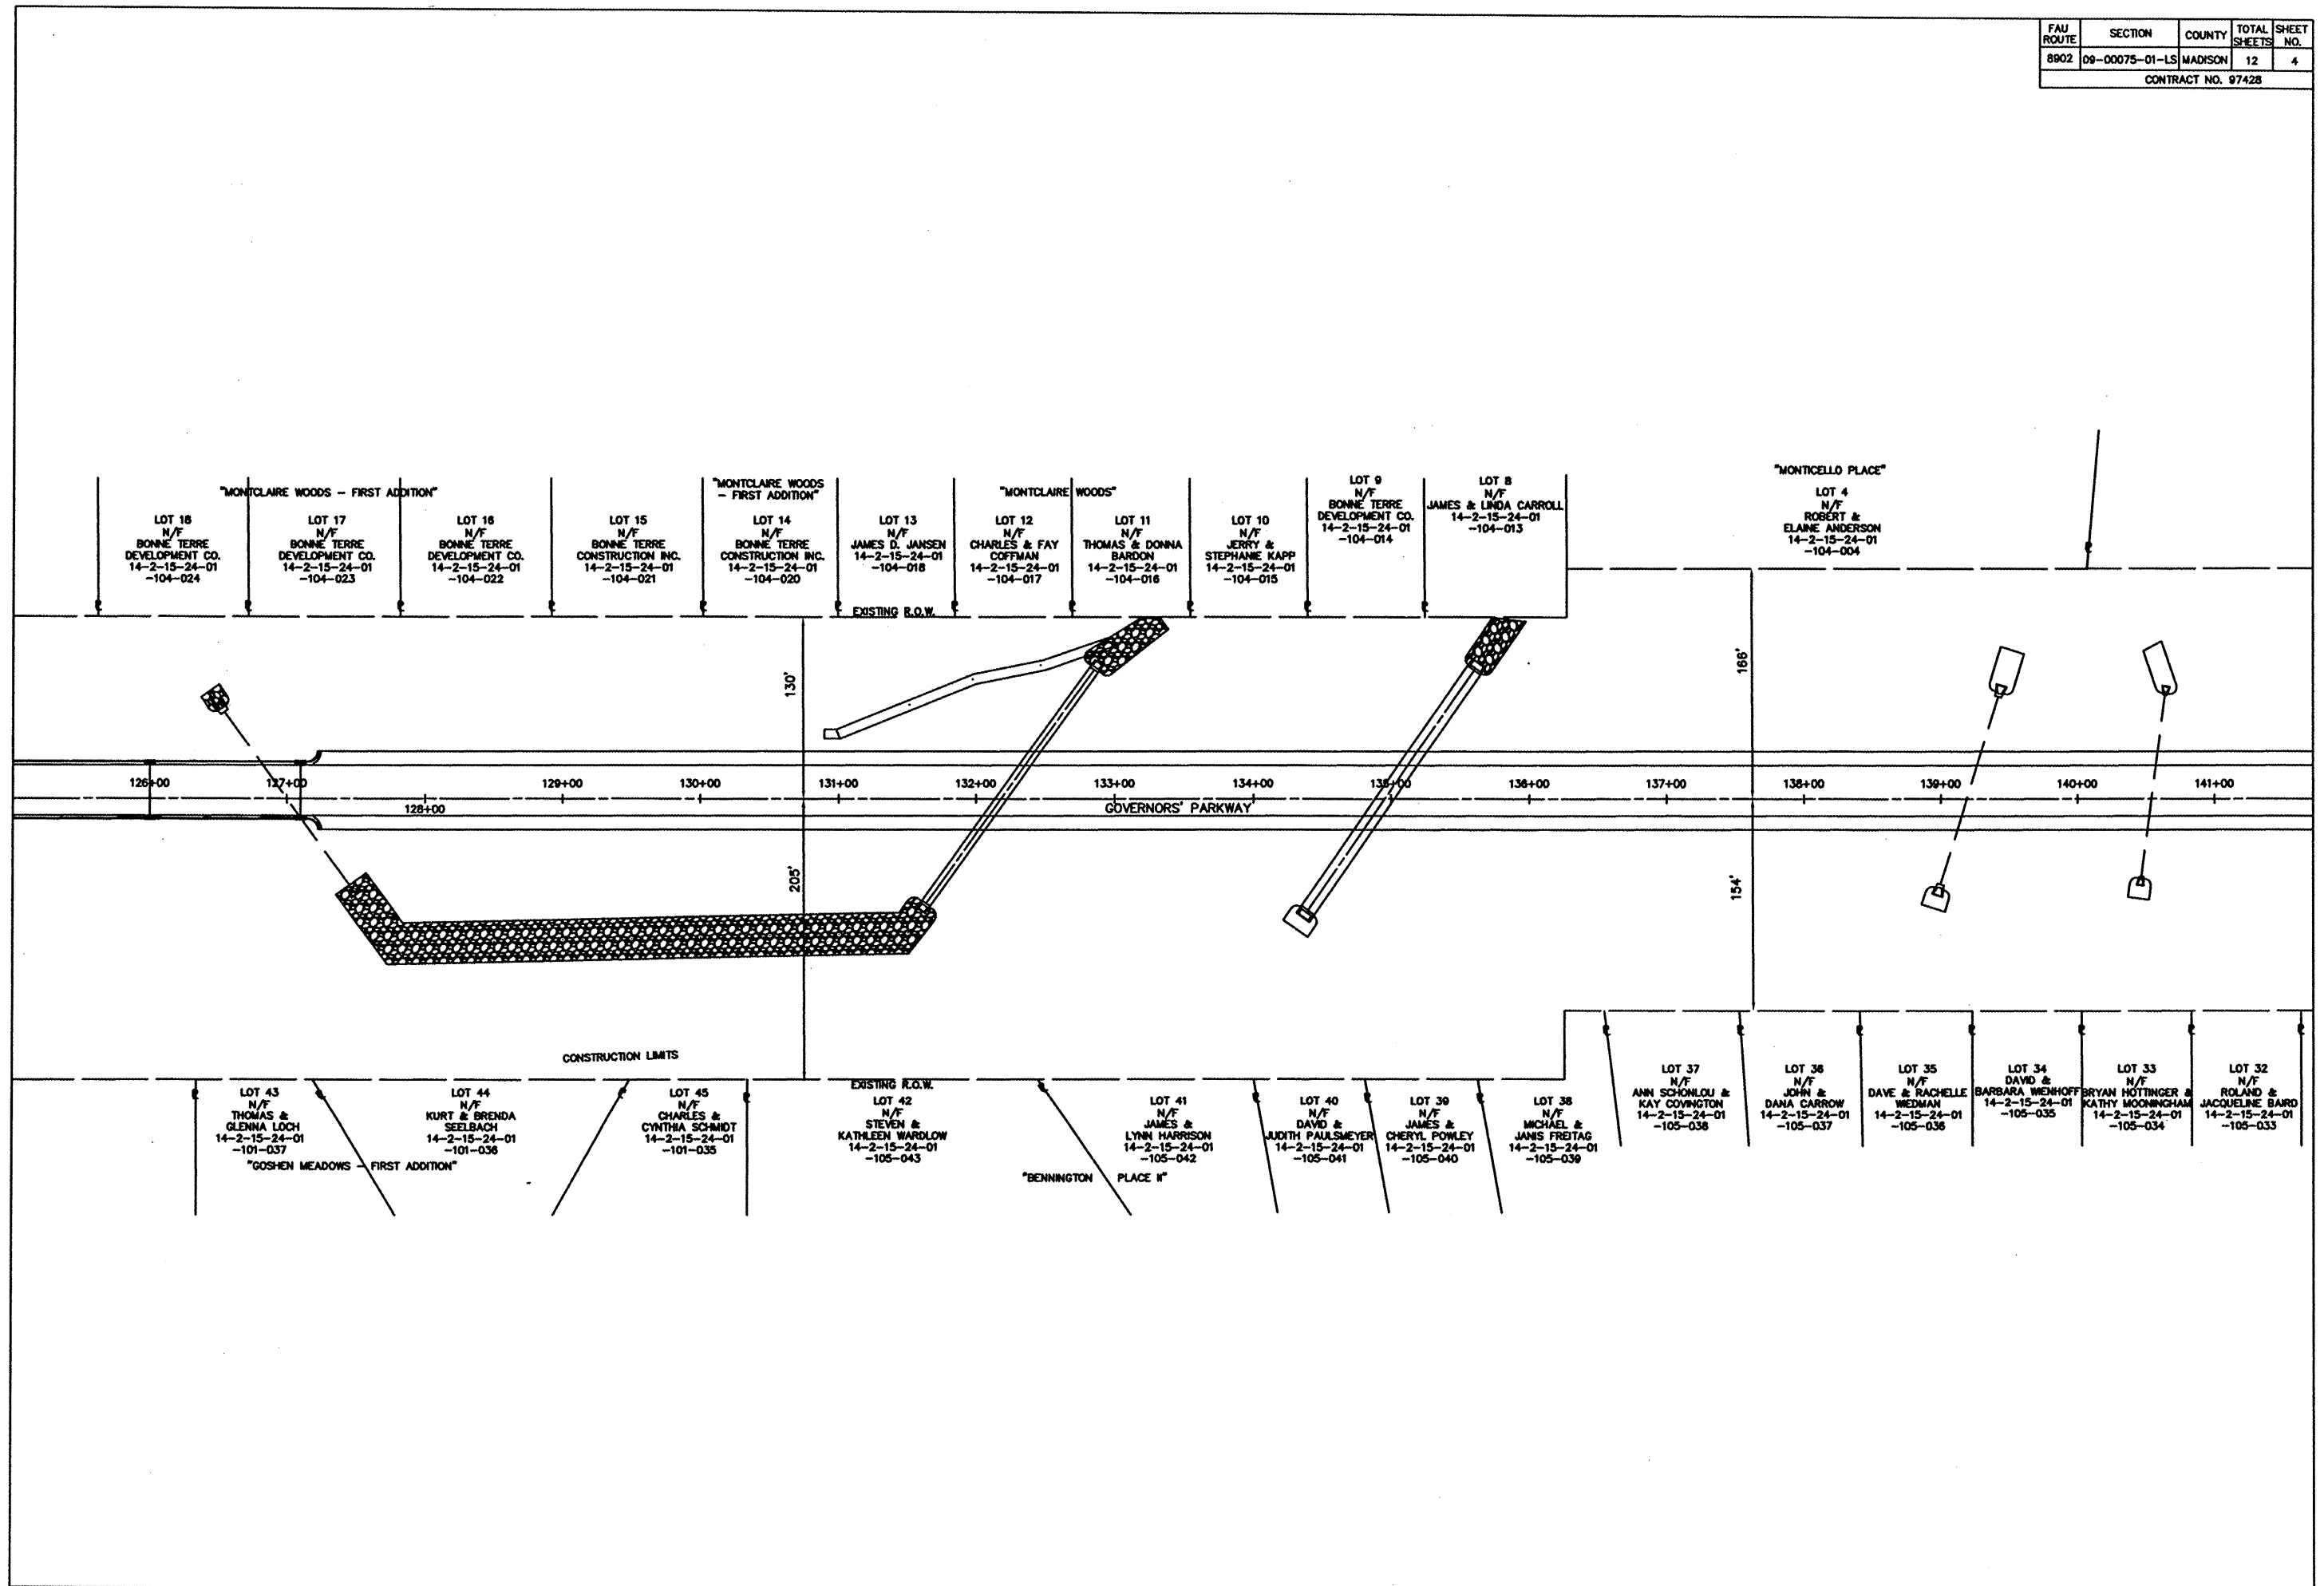 FAU ROUTE
SECTION
COUNTY
TOTAL SHEETS
SHEET NO.
8902
09-00075-01-LS
MADISON
12
4
CONTRACT NO. 97428
"MONTCLAIRE WOODS - FIRST ADDITION"
LOT 18
N/F
BONNE TERRE
DEVELOPMENT CO.
14-2-15-24-01
-104-024
LOT 17
N/F
BONNE TERRE
DEVELOPMENT CO.
14-2-15-24-01
-104-023
LOT 16
N/F
BONNE TERRE
DEVELOPMENT CO.
14-2-15-24-01
-104-022
LOT 15
N/F
BONNE TERRE
CONSTRUCTION INC.
14-2-15-24-01
-104-021
"MONTCLAIRE WOODS
- FIRST ADDITION"
LOT 14
N/F
BONNE TERRE
CONSTRUCTION INC.
14-2-15-24-01
-104-020
LOT 13
N/F
JAMES D. JANSEN
14-2-15-24-01
-104-018
"MONTCLAIRE WOODS"
LOT 12
N/F
CHARLES & FAY
COFFMAN
14-2-15-24-01
-104-017
LOT 11
N/F
THOMAS & DONNA
BARDON
14-2-15-24-01
-104-016
LOT 10
N/F
JERRY &
STEPHANIE KAPP
14-2-15-24-01
-104-015
LOT 9
N/F
BONNE TERRE
DEVELOPMENT CO.
14-2-15-24-01
-104-014
LOT 8
N/F
JAMES & LINDA CARROLL
14-2-15-24-01
-104-013
"MONTICELLO PLACE"
LOT 4
N/F
ROBERT &
ELAINE ANDERSON
14-2-15-24-01
-104-004
EXISTING R.O.W.
130'
166'
126+00
127+00
128+00
129+00
130+00
131+00
132+00
133+00
134+00
135+00
136+00
137+00
138+00
139+00
140+00
141+00
GOVERNORS' PARKWAY
205'
154'
CONSTRUCTION LIMITS
EXISTING R.O.W.
LOT 43
N/F
THOMAS &
GLENNA LOCH
14-2-15-24-01
-101-037
"GOSHEN MEADOWS - FIRST ADDITION"
LOT 44
N/F
KURT & BRENDA
SEELBACH
14-2-15-24-01
-101-036
LOT 45
N/F
CHARLES &
CYNTHIA SCHMIDT
14-2-15-24-01
-101-035
LOT 42
N/F
STEVEN &
KATHLEEN WARDLOW
14-2-15-24-01
-105-043
"BENNINGTON PLACE II"
LOT 41
N/F
JAMES &
LYNN HARRISON
14-2-15-24-01
-105-042
LOT 40
N/F
DAVID &
JUDITH PAULSMEYER
14-2-15-24-01
-105-041
LOT 39
N/F
JAMES &
CHERYL POWLEY
14-2-15-24-01
-105-040
LOT 38
N/F
MICHAEL &
JANIS FREITAG
14-2-15-24-01
-105-039
LOT 37
N/F
ANN SCHONLOU &
KAY COVINGTON
14-2-15-24-01
-105-038
LOT 36
N/F
JOHN &
DANA CARROW
14-2-15-24-01
-105-037
LOT 35
N/F
DAVE & RACHELLE
WIEDMAN
14-2-15-24-01
-105-036
LOT 34
N/F
DAVID &
BARBARA WIENHOFF
14-2-15-24-01
-105-035
LOT 33
N/F
BRYAN HOTTINGER &
KATHY MOONINGHAM
14-2-15-24-01
-105-034
LOT 32
N/F
ROLAND &
JACQUELINE BAIRD
14-2-15-24-01
-105-033